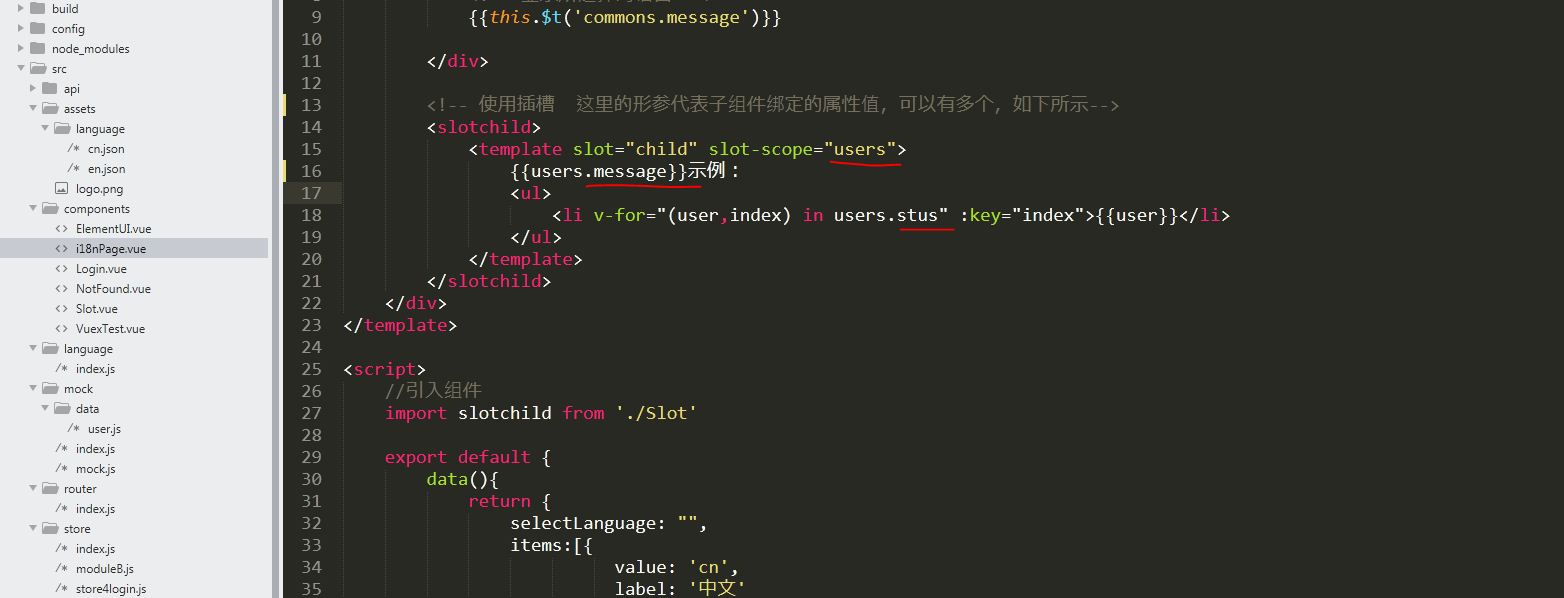 build
config
node_modules
src
api
assets
language
cn.json
en.json
logo.png
components
ElementUI.vue
i18nPage.vue
Login.vue
NotFound.vue
Slot.vue
VuexTest.vue
language
index.js
mock
data
user.js
index.js
mock.js
router
index.js
store
index.js
moduleB.js
store4login.js
9 {{this.$t('commons.message')}}
10
11 </div>
12
13 <!-- 使用插槽  这里的形参代表子组件绑定的属性值，可以有多个，如下所示-->
14 <slotchild>
15 <template slot="child" slot-scope="users">
16 {{users.message}}示例：
17 <ul>
18 <li v-for="(user,index) in users.stus" :key="index">{{user}}</li>
19 </ul>
20 </template>
21 </slotchild>
22 </div>
23 </template>
24
25 <script>
26 //引入组件
27 import slotchild from './Slot'
28
29 export default {
30 data(){
31 return {
32 selectLanguage: "",
33 items:[{
34 value: 'cn',
35 label: '中文'